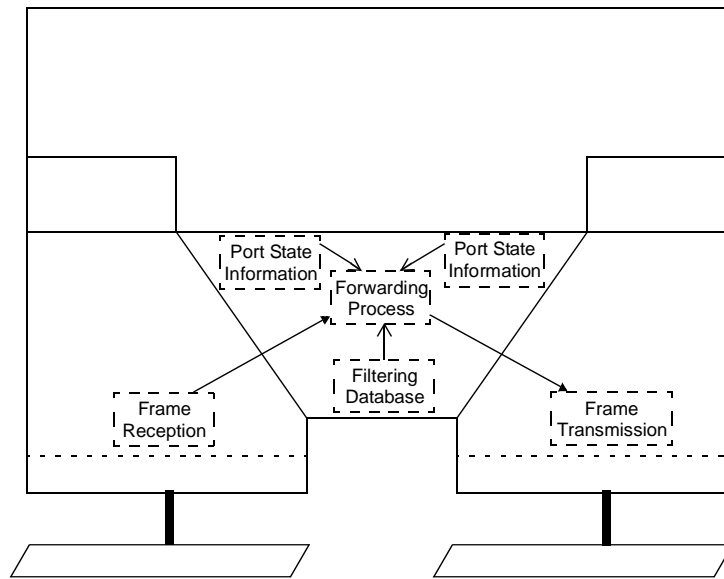 Port State
Information
Port State
Information
Forwarding
Process
Filtering
Database
Frame
Reception
Frame
Transmission